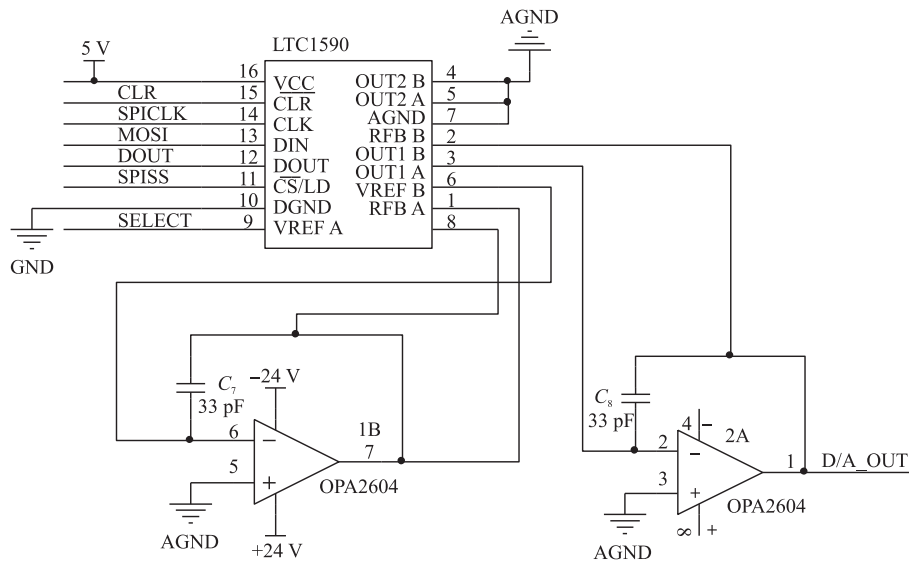 AGND
LTC1590
5 V
16 VCC OUT2 B 4
CLR 15 CLR OUT2 A 5
SPICLK 14 CLK AGND 7
MOSI 13 DIN RFB B 2
DOUT 12 DOUT OUT1 B 3
SPISS 11 CS/LD OUT1 A 6
10 DGND VREF B 1
SELECT 9 VREF A RFB A 8
GND
C7
33 pF
−24 V
6 −
1B
7
5 +
OPA2604
AGND
+24 V
C8
33 pF
4 −
2A
2 −
1 D/A_OUT
3 +
OPA2604
AGND
∞ +